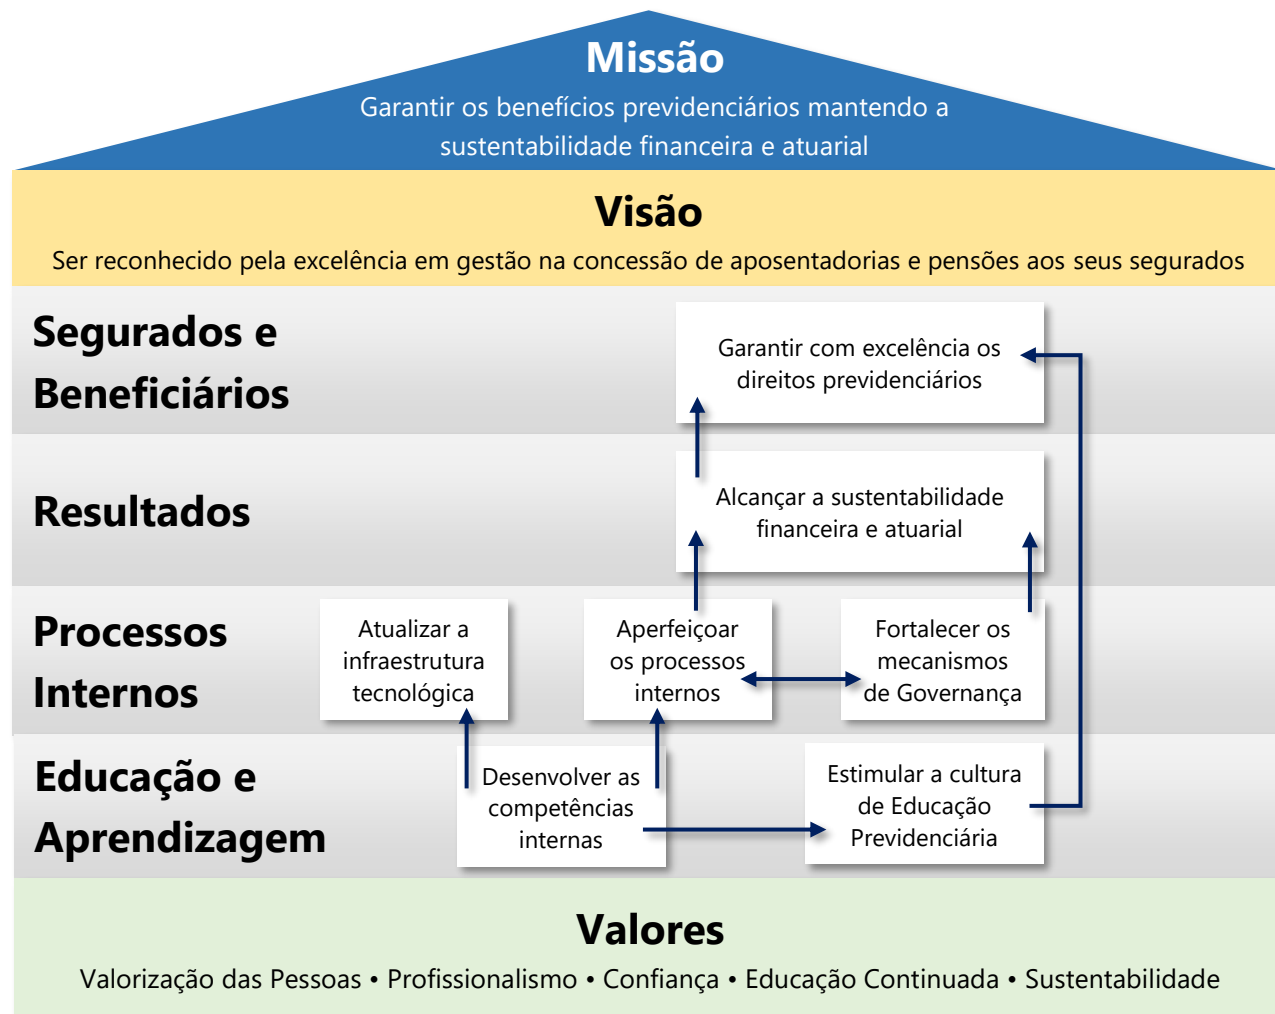 Missão
Garantir os benefícios previdenciários mantendo a
sustentabilidade financeira e atuarial
Visão
Ser reconhecido pela excelência em gestão na concessão de aposentadorias e pensões aos seus segurados
Segurados e
Beneficiários
Garantir com excelência os
direitos previdenciários
Resultados
Alcançar a sustentabilidade
financeira e atuarial
Processos
Internos
Atualizar a
infraestrutura
tecnológica
Aperfeiçoar
os processos
internos
Fortalecer os
mecanismos
de Governança
Educação e
Aprendizagem
Desenvolver as
competências
internas
Estimular a cultura
de Educação
Previdenciária
Valores
Valorização das Pessoas • Profissionalismo • Confiança • Educação Continuada • Sustentabilidade